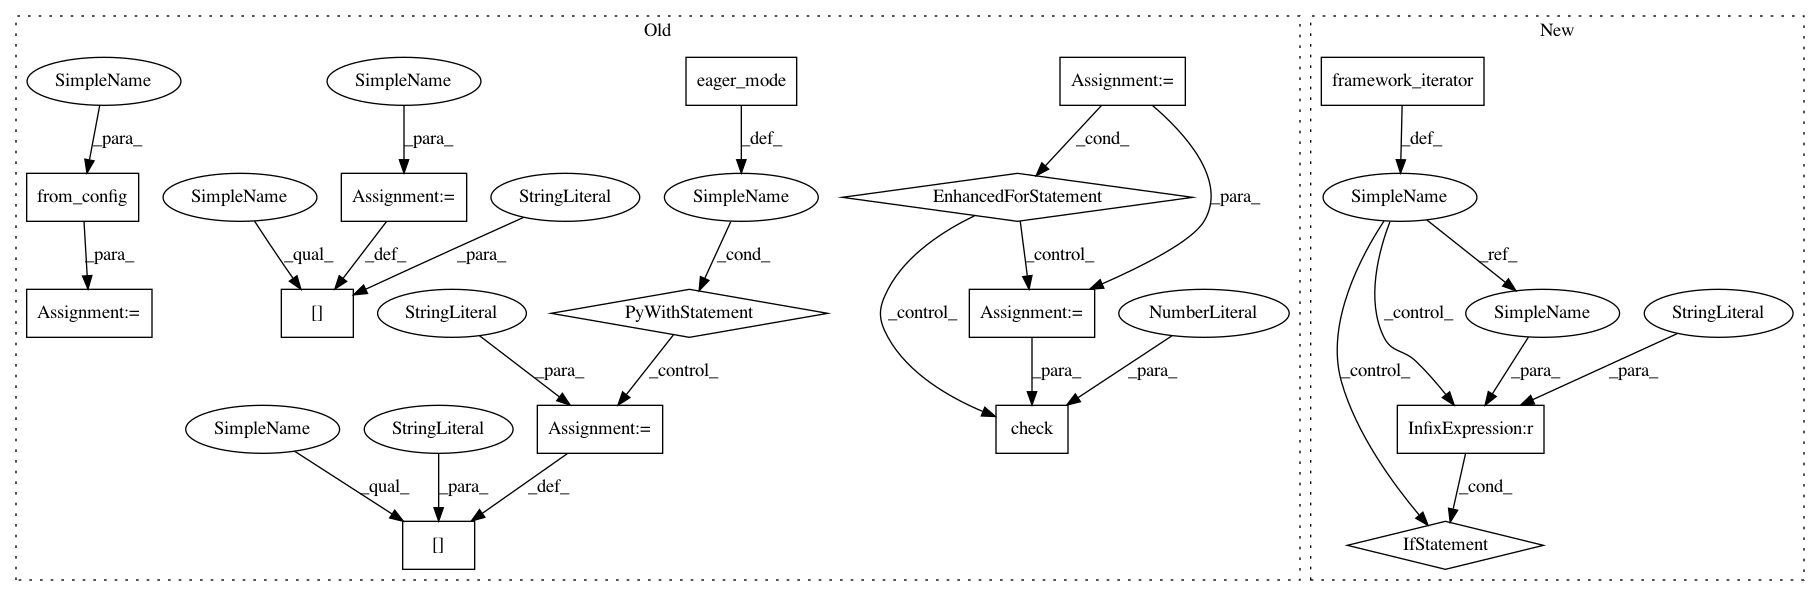 Old
New
SimpleName
SimpleName
eager_mode
Assignment:=
framework_iterator
_para_
_para_
_def_
_cond_
_def_
from_config
SimpleName
Assignment:=
StringLiteral
SimpleName
EnhancedForStatement
_para_
SimpleName
_para_
_qual_
_def_
_para_
_cond_
_control_
_ref_
Assignment:=
[]
StringLiteral
PyWithStatement
_control_
Assignment:=
NumberLiteral
_control_
SimpleName
StringLiteral
_para_
_control_
_para_
_para_
_control_
_para_
_para_
SimpleName
StringLiteral
Assignment:=
check
InfixExpression:r
_qual_
_para_
_def_
_cond_
[]
IfStatement